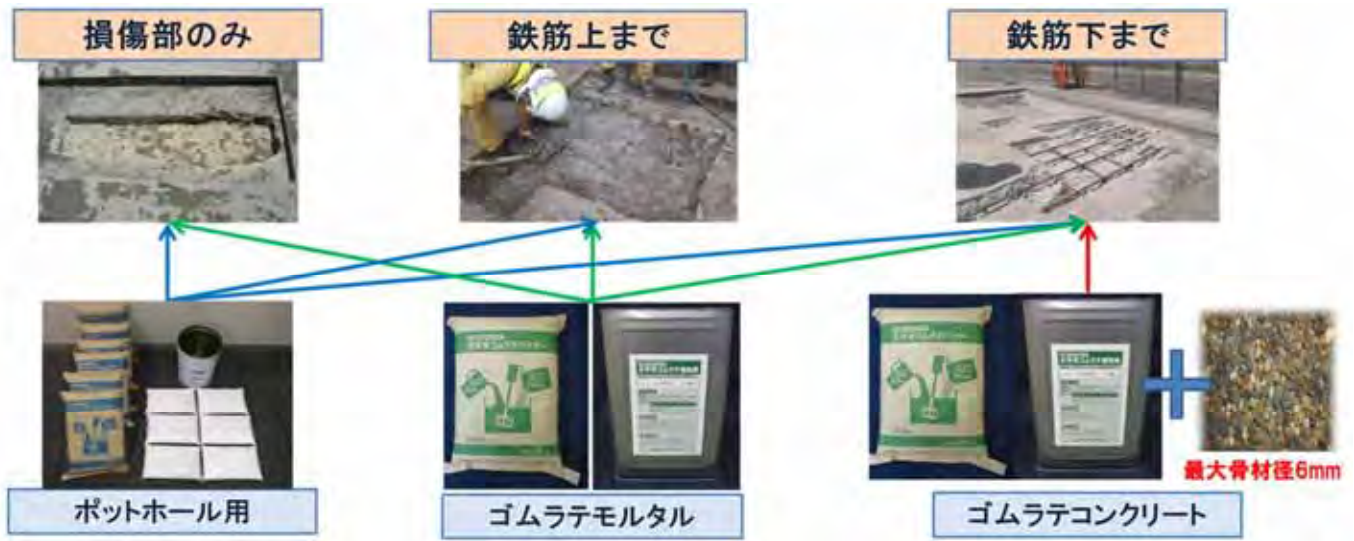 損傷部のみ
鉄筋上まで
鉄筋下まで
最大骨材径6mm
ポットホール用
ゴムラテモルタル
ゴムラテコンクリート